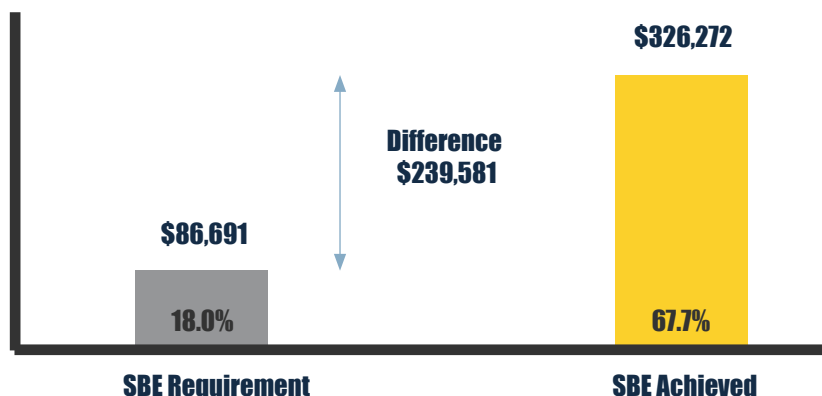 $326,272
Difference
$239,581
$86,691
18.0%
67.7%
SBE Requirement
SBE Achieved